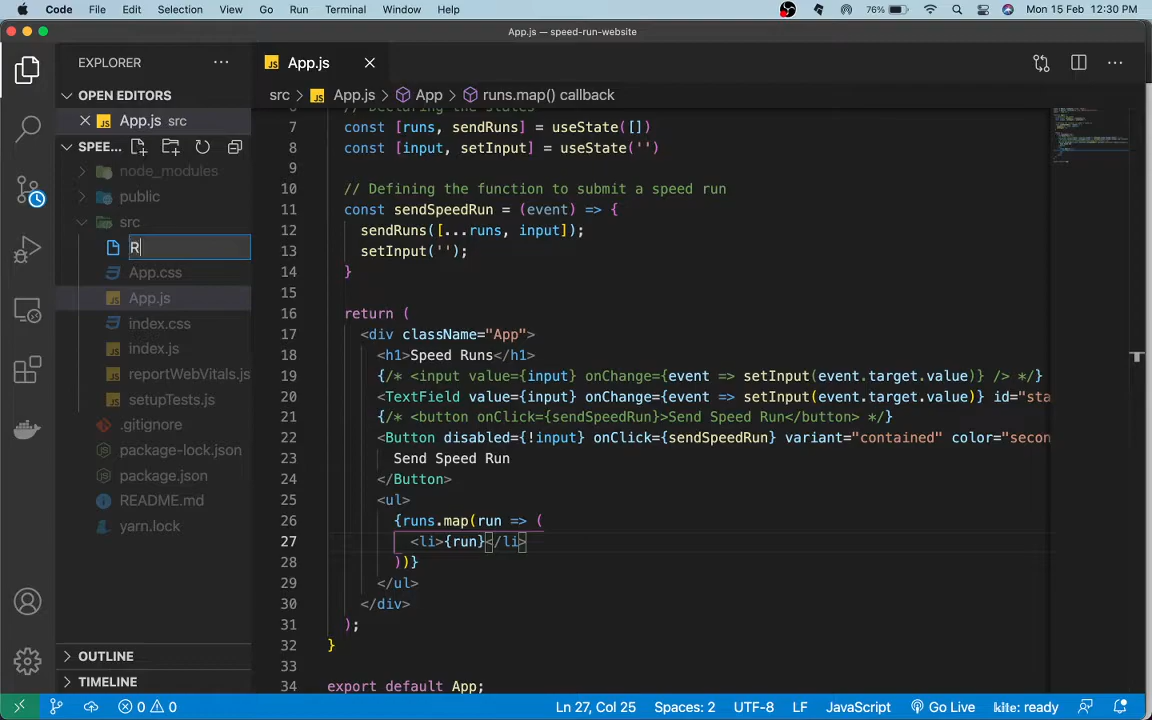 Code File Edit Selection View Go Run Terminal Window Help 76% Mon 15 Feb 12:30 PM
App.js — speed-run-website
EXPLORER
App.js
OPEN EDITORS
src > App.js > App > runs.map() callback
App.js src
SPEE...
node_modules
public
src
R
App.css
App.js
index.css
index.js
reportWebVitals.js
setupTests.js
.gitignore
package-lock.json
package.json
README.md
yarn.lock
OUTLINE
TIMELINE
6 // Declaring the states
7 const [runs, sendRuns] = useState([])
8 const [input, setInput] = useState('')
9
10 // Defining the function to submit a speed run
11 const sendSpeedRun = (event) => {
12 sendRuns([...runs, input]);
13 setInput('');
14 }
15
16 return (
17 <div className="App">
18 <h1>Speed Runs</h1>
19 {/* <input value={input} onChange={event => setInput(event.target.value)} /> */}
20 <TextField value={input} onChange={event => setInput(event.target.value)} id="sta
21 {/* <button onClick={sendSpeedRun}>Send Speed Run</button> */}
22 <Button disabled={!input} onClick={sendSpeedRun} variant="contained" color="secon
23 Send Speed Run
24 </Button>
25 <ul>
26 {runs.map(run => (
27 <li>{run}</li>
28 ))}
29 </ul>
30 </div>
31 );
32 }
33
34 export default App;
0 0 Ln 27, Col 25 Spaces: 2 UTF-8 LF JavaScript Go Live kite: ready